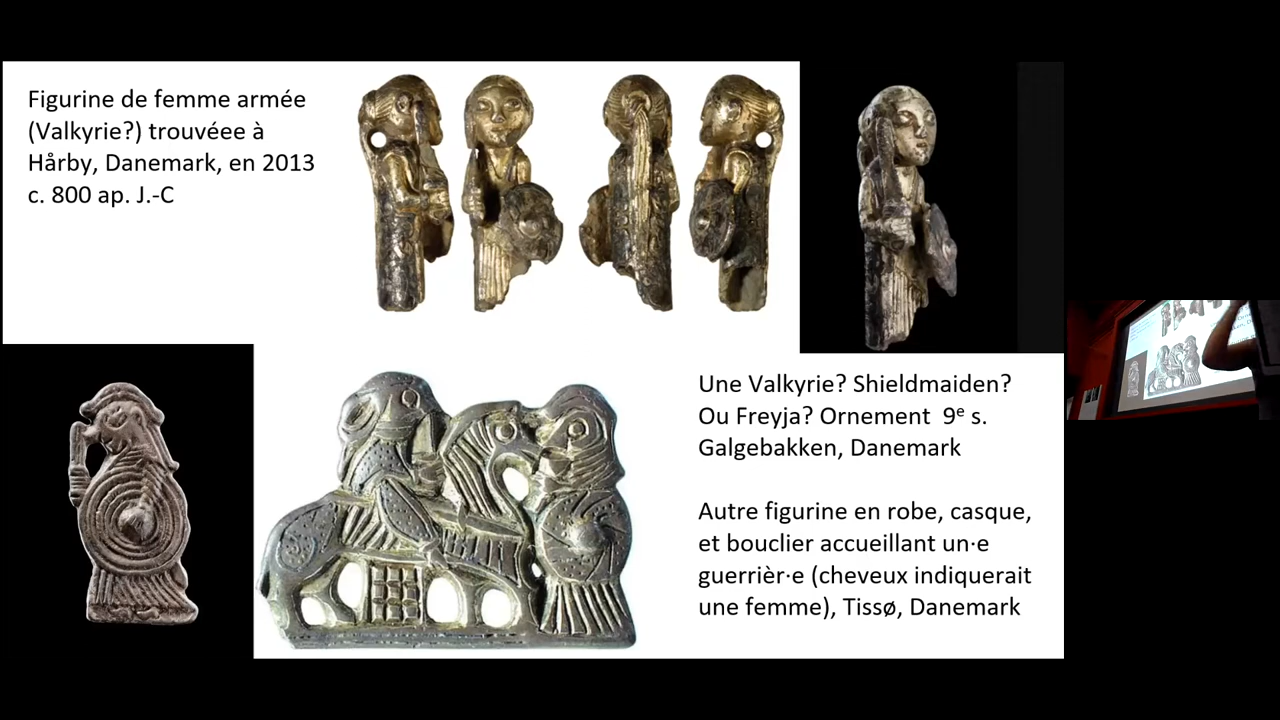 Figurine de femme armée
(Valkyrie?) trouvéee à
Hårby, Danemark, en 2013
c. 800 ap. J.-C
Une Valkyrie? Shieldmaiden?
Ou Freyja? Ornement 9e s.
Galgebakken, Danemark
Autre figurine en robe, casque,
et bouclier accueillant un·e
guerrièr·e (cheveux indiquerait
une femme), Tissø, Danemark